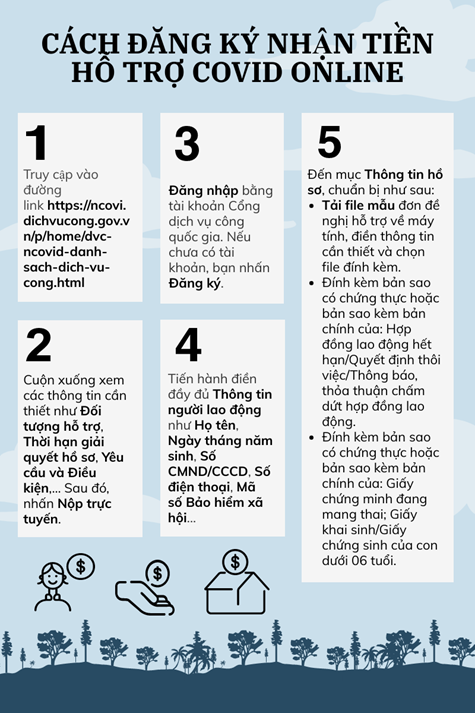 CÁCH ĐĂNG KÝ NHẬN TIỀN
HỖ TRỢ COVID ONLINE
1
Truy cập vào
đường
link https://ncovi.
dichvucong.gov.v
n/p/home/dvc-
ncovid-danh-
sach-dich-vu-
cong.html
2
Cuộn xuống xem
các thông tin cần
thiết như Đối
tượng hỗ trợ,
Thời hạn giải
quyết hồ sơ, Yêu
cầu và Điều
kiện,... Sau đó,
nhấn Nộp trực
tuyến.
3
Đăng nhập bằng
tài khoản Cổng
dịch vụ công
quốc gia. Nếu
chưa có tài
khoản, bạn nhấn
Đăng ký.
4
Tiến hành điền
đầy đủ Thông tin
người lao động
như Họ tên,
Ngày tháng năm
sinh, Số
CMND/CCCD, Số
điện thoại, Mã
số Bảo hiểm xã
hội...
5
Đến mục Thông tin hồ
sơ, chuẩn bị như sau:
• Tải file mẫu đơn đề
nghị hỗ trợ về máy
tính, điền thông tin
cần thiết và chọn
file đính kèm.
• Đính kèm bản sao
có chứng thực hoặc
bản sao kèm bản
chính của: Hợp
đồng lao động hết
hạn/Quyết định thôi
việc/Thông báo,
thỏa thuận chấm
dứt hợp đồng lao
động.
• Đính kèm bản sao
có chứng thực hoặc
bản sao kèm bản
chính của: Giấy
chứng minh đang
mang thai; Giấy
khai sinh/Giấy
chứng sinh của con
dưới 06 tuổi.
$
$
$